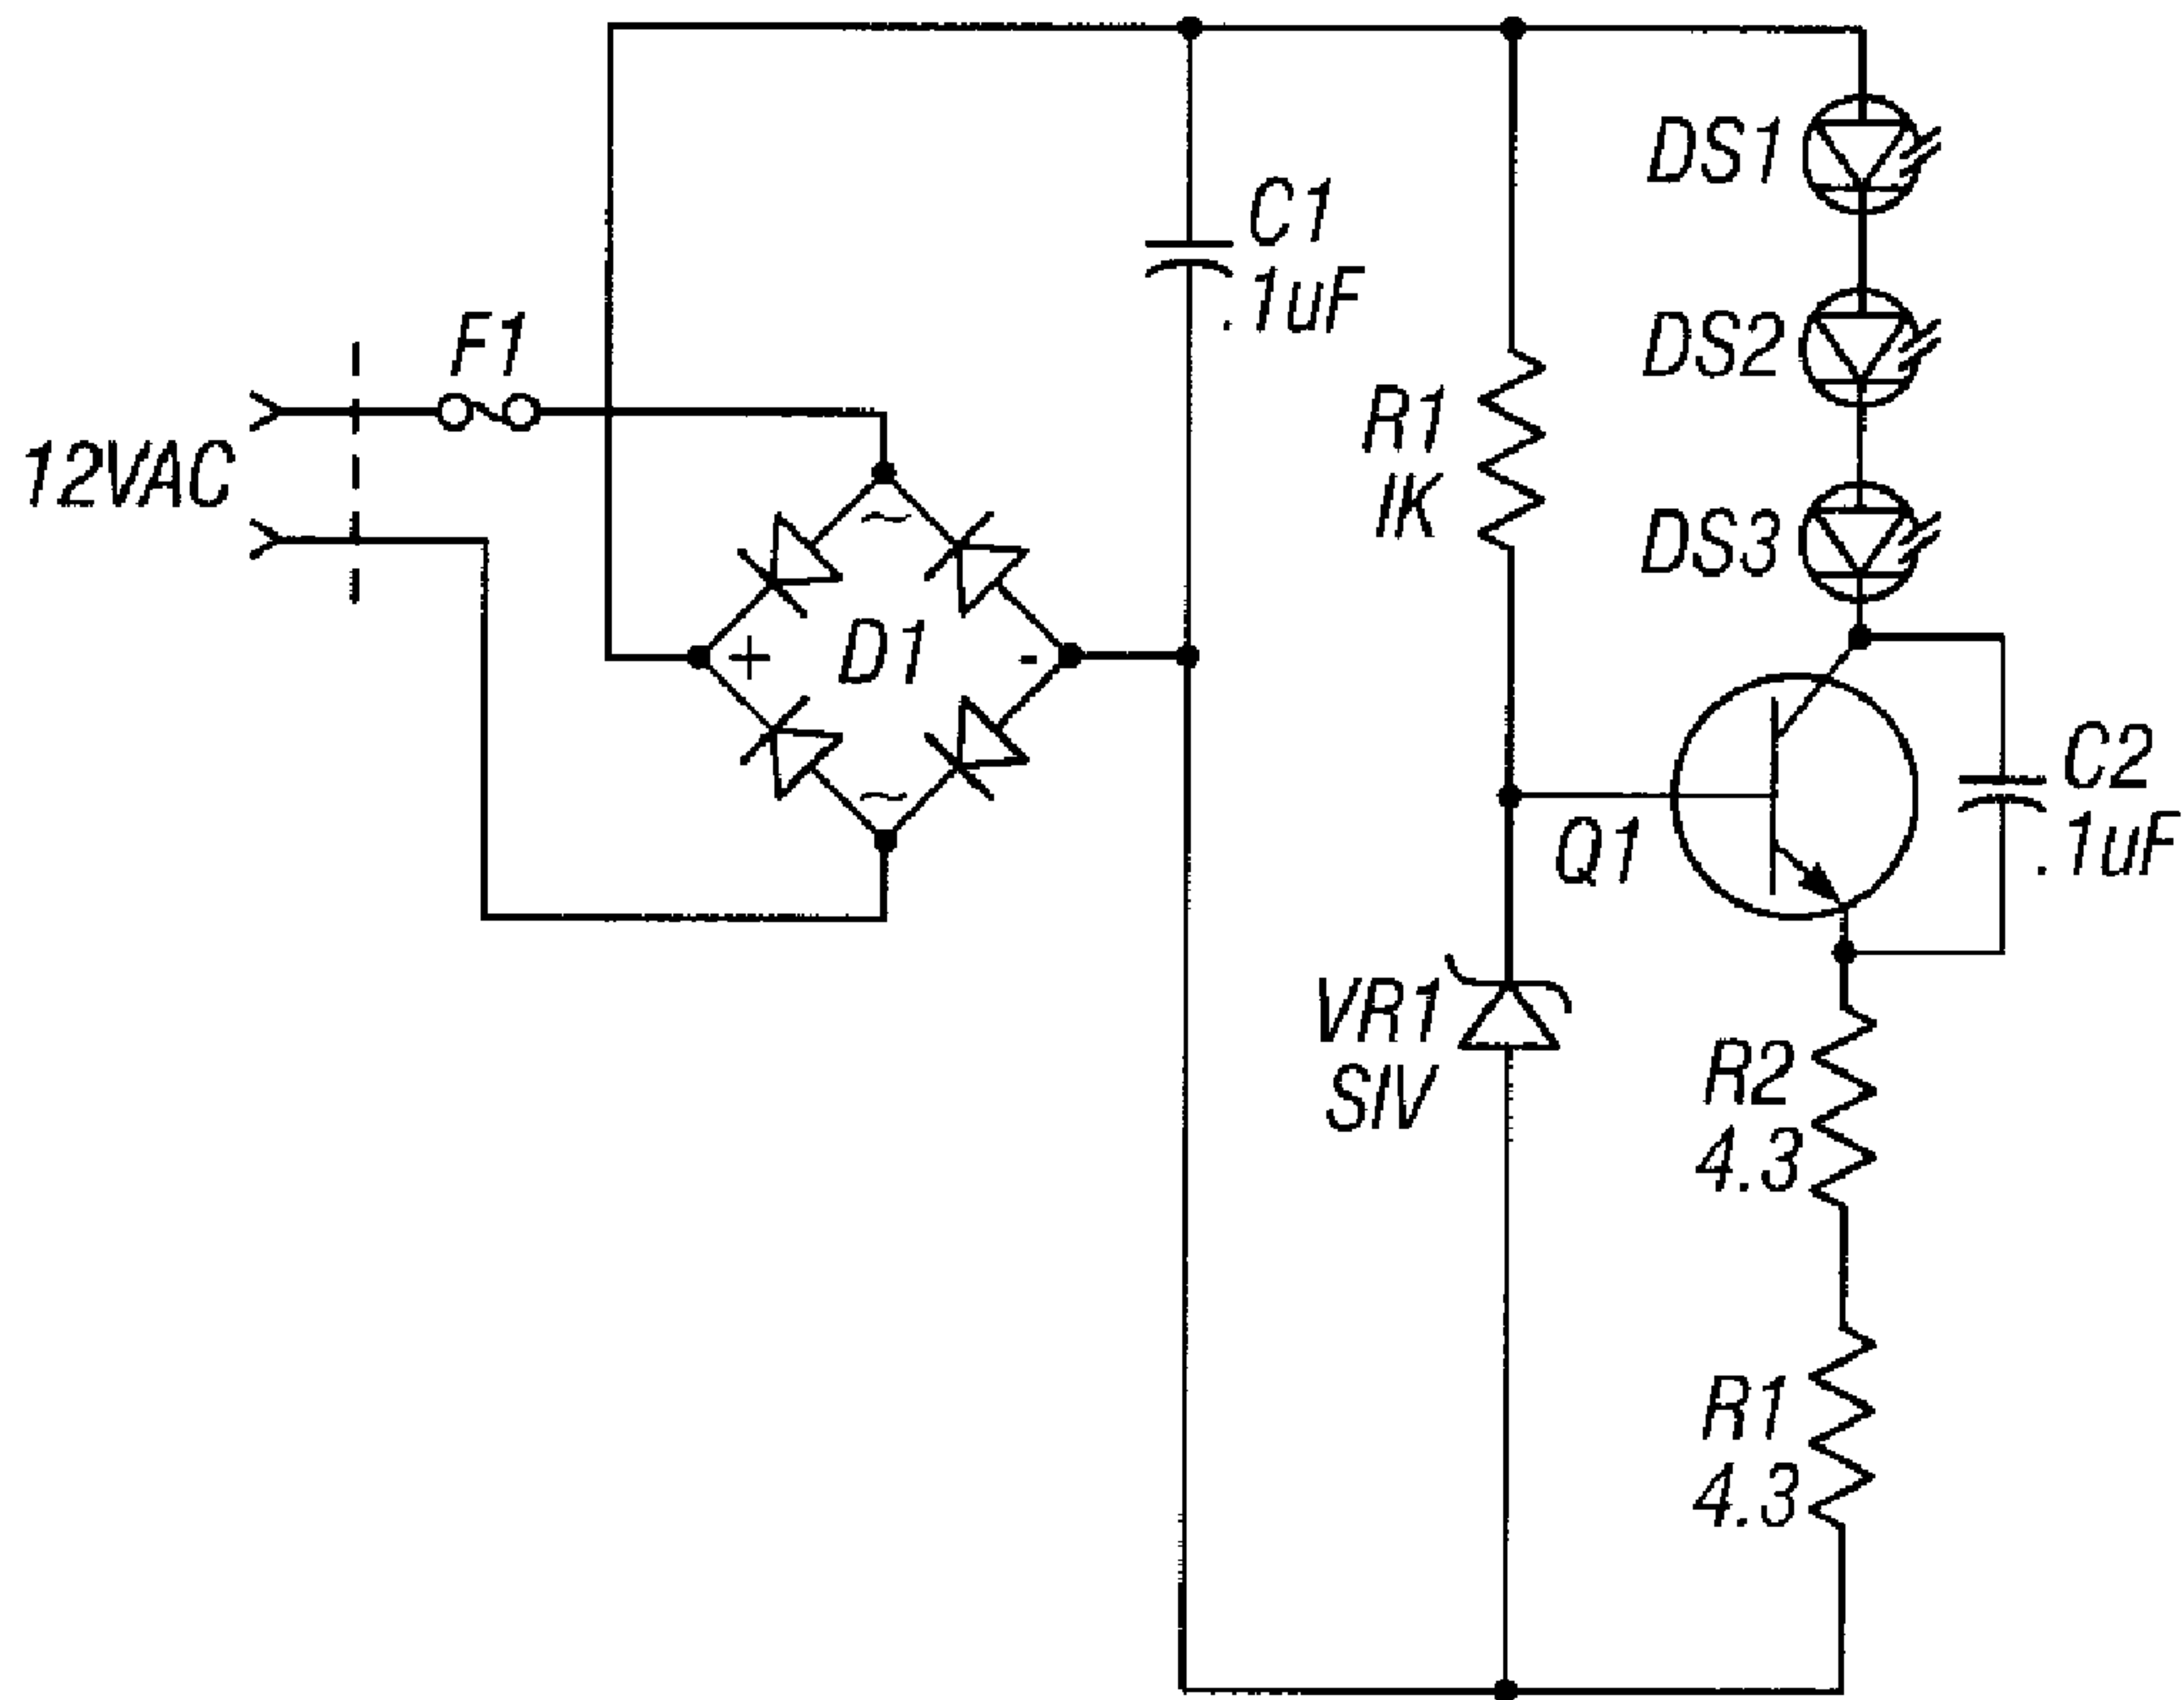 12VAC
F1
C1
.1uF
R1
IK
DS1
DS2
DS3
~
+
D1
-
~
Q1
C2
.1uF
VR1
SIV
R2
4.3
R1
4.3